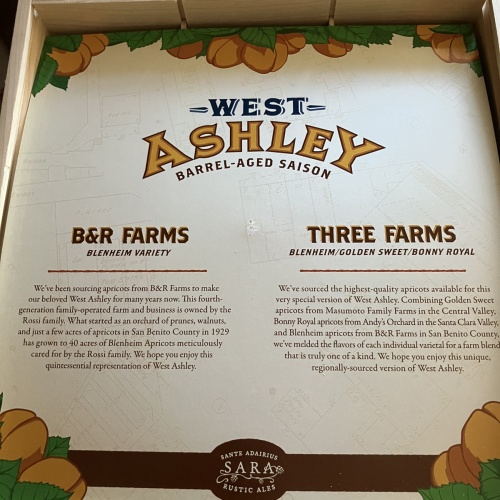 WEST
ASHLEY
BARREL-AGED SAISON
B&R FARMS
BLENHEIM VARIETY
We've been sourcing apricots from B&R Farms to make
our beloved West Ashley for many years now. This fourth-
generation family-operated farm and business is owned by the
Rossi family. What started as an orchard of prunes, walnuts,
and just a few acres of apricots in San Benito County in 1929
has grown to 40 acres of Blenheim Apricots meticulously
cared for by the Rossi family. We hope you enjoy this
quintessential representation of West Ashley.
THREE FARMS
BLENHEIM/GOLDEN SWEET/BONNY ROYAL
We've sourced the highest-quality apricots available for this
very special version of West Ashley. Combining Golden Sweet
apricots from Masumoto Family Farms in the Central Valley,
Bonny Royal apricots from Andy's Orchard in the Santa Clara Valley,
and Blenheim apricots from B&R Farms in San Benito County,
we've melded the flavors of each individual varietal for a farm blend
that is truly one of a kind. We hope you enjoy this unique,
regionally-sourced version of West Ashley.
SANTE ADAIRIUS
SARA
RUSTIC ALES